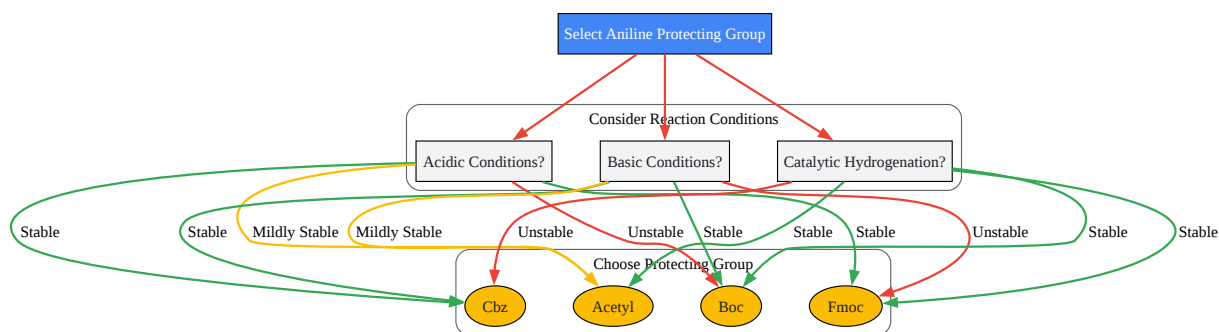 Select Aniline Protecting Group
Consider Reaction Conditions
Acidic Conditions?
Basic Conditions?
Catalytic Hydrogenation?
Stable
Stable
Mildly Stable
Mildly Stable
Unstable
Unstable
Stable
Stable
Stable
Unstable
Stable
Stable
Choose Protecting Group
Cbz
Acetyl
Boc
Fmoc